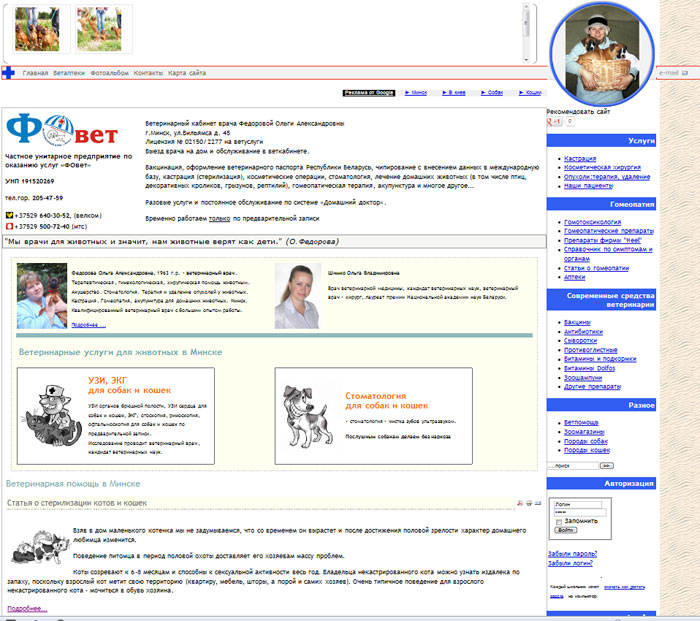 Главная Ветаптеки Фотоальбом Контакты Карта сайта
e-mail
Рекомендовать сайт
+1 0
Реклама от Google ► Минск ► В киев ► Собак ► Кошки
Фвет
Частное унитарное предприятие по
оказанию услуг «ФОвет»
УНП 191520269
тел.гор. 205-47-59
+37529 640-30-52, (велком)
+37529 500-72-40 (мтс)
Ветеринарный кабинет врача Федоровой Ольги Александровны
г.Минск, ул.Вильямса д. 45
Лицензия № 02150/2277 на ветуслуги
Выезд врача на дом и обслуживание в веткабинете.
Вакцинация, оформление ветеринарного паспорта Республики Беларусь, чипирование с внесением данных в международную
базу, кастрация (стерилизация), косметические операции, стоматология, лечение домашних животных (в том числе птиц,
декоративных кроликов, грызунов, рептилий), гомеопатическая терапия, акупунктура и многое другое...
Разовые услуги и постоянное обслуживание по системе «Домашний доктор».
Временно работаем только по предварительной записи
"Мы врачи для животных и значит, нам животные верят как дети." (О.Федорова)
Федорова Ольга Александровна, 1963 г.р. - ветеринарный врач.
Терапевтическая, гинекологическая, хирургическая помощь животным.
Акушерство. Стоматология. Терапия и удаление опухолей у животных.
Кастрация. Гомеопатия, акупунктура для домашних животных. Минск.
Квалифицированный ветеринарный врач с большим опытом работы.
Подробнее ...
Шинко Ольга Владимировна
Врач ветеринарной медицины, кандидат ветеринарных наук, ветеринарный
врач - хирург, лауреат премии Национальной академии наук Беларуси.
Ветеринарные услуги для животных в Минске
УЗИ, ЭКГ
для собак и кошек
УЗИ органов брюшной полости, УЗИ сердца для
собак и кошек, ЭКГ, отоскопия, риноскопия,
офтальмоскопия для собак и кошек по
предварительной записи.
Исследование проводит ветеринарный врач,
кандидат ветеринарных наук.
Стоматология
для собак и кошек
- стоматология - чистка зубов ультразвуком.
Послушным собакам делаем без наркоза
Ветеринарная помощь в Минске
Статья о стерилизации котов и кошек
Взяв в дом маленького котенка мы не задумываемся, что со временем он вырастет и после достижения половой зрелости характер домашнего
любимца изменится.
Поведение питомца в период половой охоты доставляет его хозяевам массу проблем.
Коты созревают к 6-8 месяцам и способны к сексуальной активности весь год. Владельца некастрированного кота можно узнать издалека по
запаху, поскольку взрослый кот метит свою территорию (квартиру, мебель, шторы, а порой и самих хозяев). Очень типичное поведение для взрослого
некастрированного кота - мочиться в обувь хозяина.
Подробнее...
Услуги
Кастрация
Косметическая хирургия
Опухоли:терапия, удаление
Наши пациенты
Гомеопатия
Гомотоксикология
Гомеопатические препараты
Препараты фирмы "Heel"
Справочник по симптомам и
органам
Статьи о гомеопатии
Аптеки
Современные средства
ветеринарии
Вакцины
Антибиотики
Сыворотки
Противоглистные
Витамины и подкормки
Витамины Dolfos
Зоошампуни
Другие препараты
Разное
Ветпомощь
Зоомагазины
Породы собак
Породы кошек
...поиск >>
Авторизация
Логин
Запомнить
Войти
Забыли пароль?
Забыли логин?
Каждый школьник хочет скачать как делать
на компьютер.